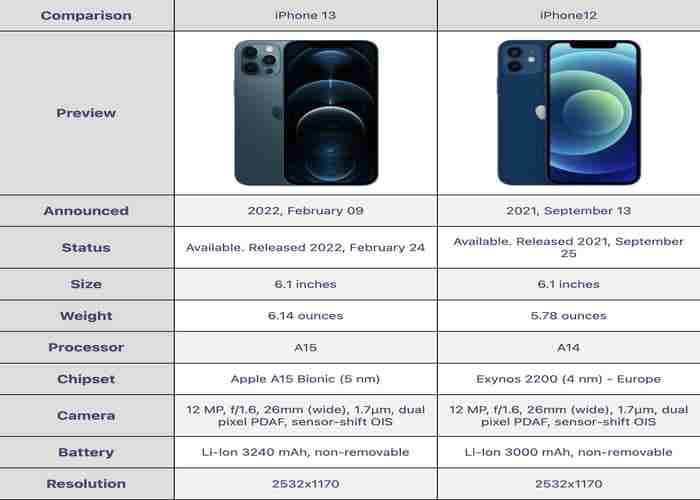 Comparison iPhone 13 iPhone12
Preview
Announced 2022, February 09 2021, September 13
Status Available. Released 2022, February 24 Available. Released 2021, September
25
Size 6.1 inches 6.1 inches
Weight 6.14 ounces 5.78 ounces
Processor A15 A14
Chipset Apple A15 Bionic (5 nm) Exynos 2200 (4 nm) - Europe
Camera 12 MP, f/1.6, 26mm (wide), 1.7µm, dual 12 MP, f/1.6, 26mm (wide), 1.7µm, dual
pixel PDAF, sensor-shift OIS pixel PDAF, sensor-shift OIS
Battery Li-Ion 3240 mAh, non-removable Li-Ion 3000 mAh, non-removable
Resolution 2532x1170 2532x1170